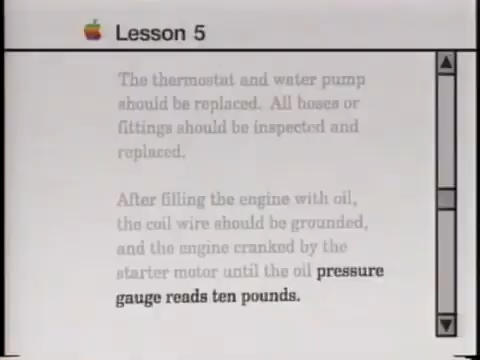 Lesson 5
The thermostat and water pump
should be replaced. All hoses or
fittings should be inspected and
replaced.
After filling the engine with oil,
the coil wire should be grounded,
and the engine cranked by the
starter motor until the oil pressure
gauge reads ten pounds.